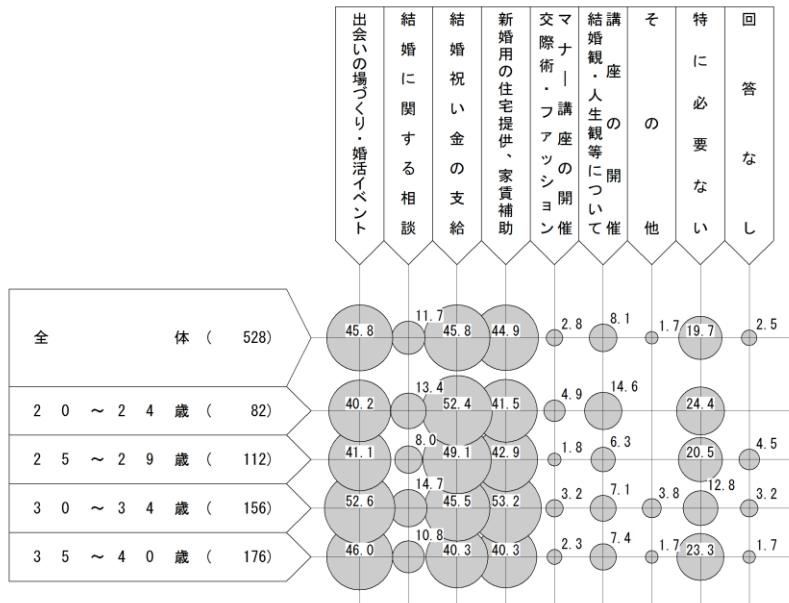 出会いの場づくり・婚活イベント
結婚に関する相談
結婚祝い金の支給
新婚用の住宅提供、家賃補助
マナー講座の開催
交際術・ファッション
講座の開催
結婚観・人生観等について
その他
特に必要ない
回答なし
全体( 528)
45.8 11.7 45.8 44.9 2.8 8.1 1.7 19.7 2.5
20～24歳( 82)
40.2 13.4 52.4 41.5 4.9 14.6 24.4
25～29歳( 112)
41.1 8.0 49.1 42.9 1.8 6.3 20.5 4.5
30～34歳( 156)
52.6 14.7 45.5 53.2 3.2 7.1 3.8 12.8 3.2
35～40歳( 176)
46.0 10.8 40.3 40.3 2.3 7.4 1.7 23.3 1.7